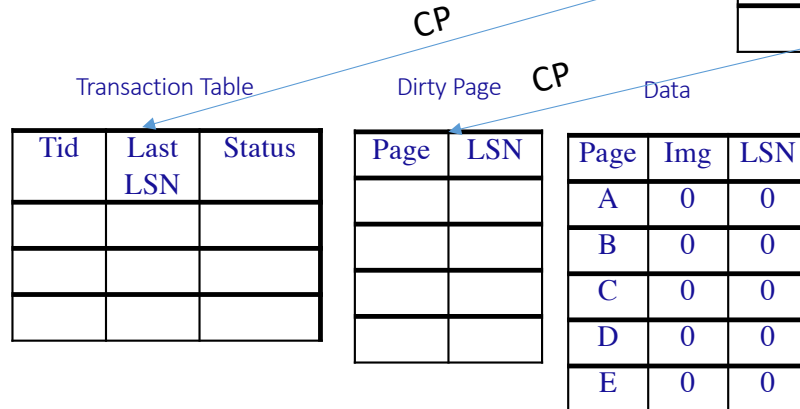 CP
Transaction Table
Dirty Page
CP
Data
Tid Last LSN Status
Page LSN
Page Img LSN
A 0 0
B 0 0
C 0 0
D 0 0
E 0 0